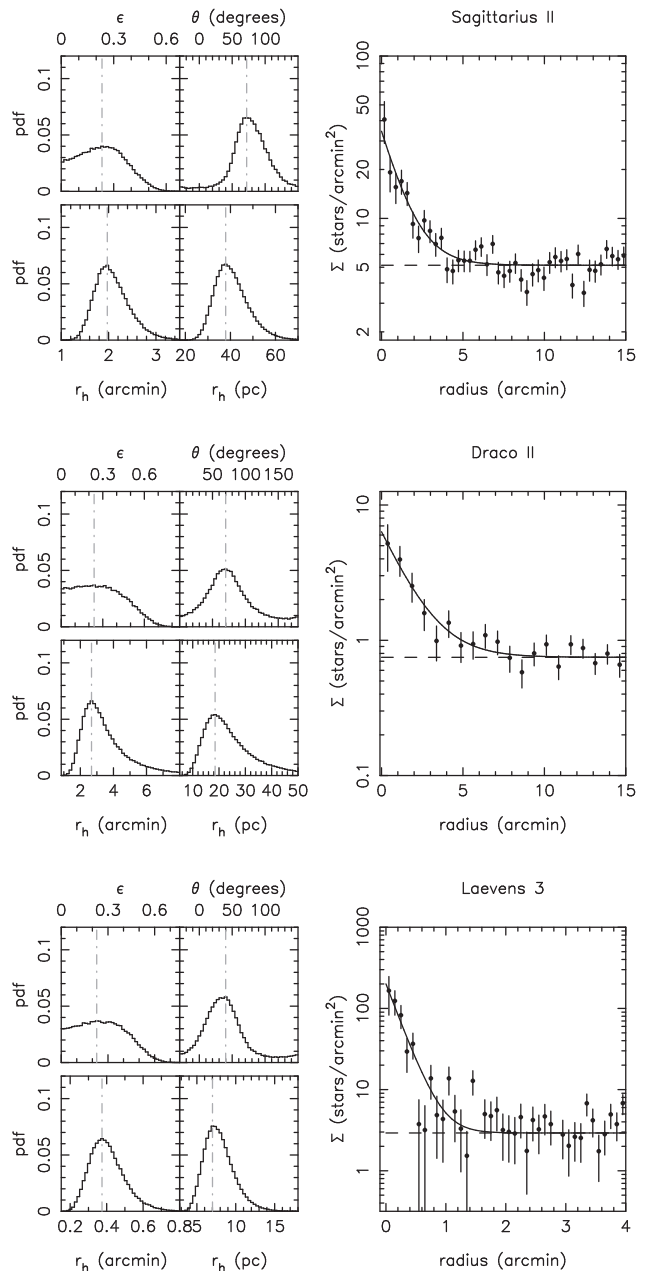 Sagittarius II
ϵ θ (degrees)
0 0.3 0.6 0 50 100
pdf
0.1
0.05
0
pdf
0.1
0.05
0
1 2 3 20 40 60
r_h (arcmin) r_h (pc)
Σ (stars/arcmin²)
100
50
20
10
5
2
0 5 10 15
radius (arcmin)
Draco II
ϵ θ (degrees)
0 0.3 0.6 50 100 150
pdf
0.1
0.05
0
pdf
0.1
0.05
0
2 4 6 10 20 30 40 50
r_h (arcmin) r_h (pc)
Σ (stars/arcmin²)
10
1
0.1
0 5 10 15
radius (arcmin)
Laevens 3
ϵ θ (degrees)
0 0.3 0.6 0 50 100
pdf
0.1
0.05
0
pdf
0.1
0.05
0
0.2 0.4 0.6 0.8 5 10 15
r_h (arcmin) r_h (pc)
Σ (stars/arcmin²)
1000
100
10
1
0 1 2 3 4
radius (arcmin)